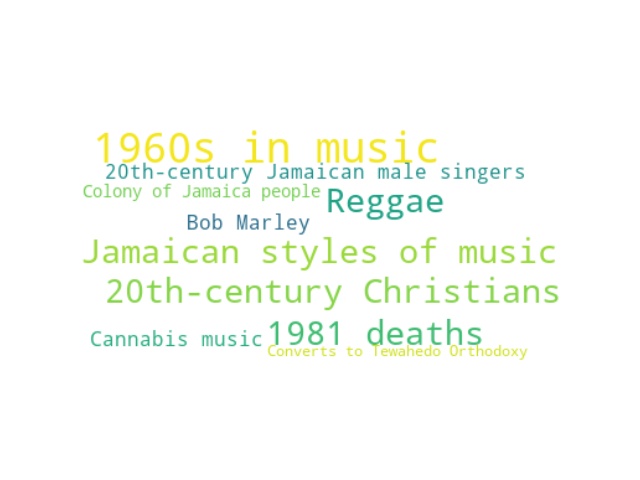 1960s in music
20th-century Jamaican male singers
Colony of Jamaica people
Reggae
Bob Marley
Jamaican styles of music
20th-century Christians
Cannabis music
1981 deaths
Converts to Tewahedo Orthodoxy